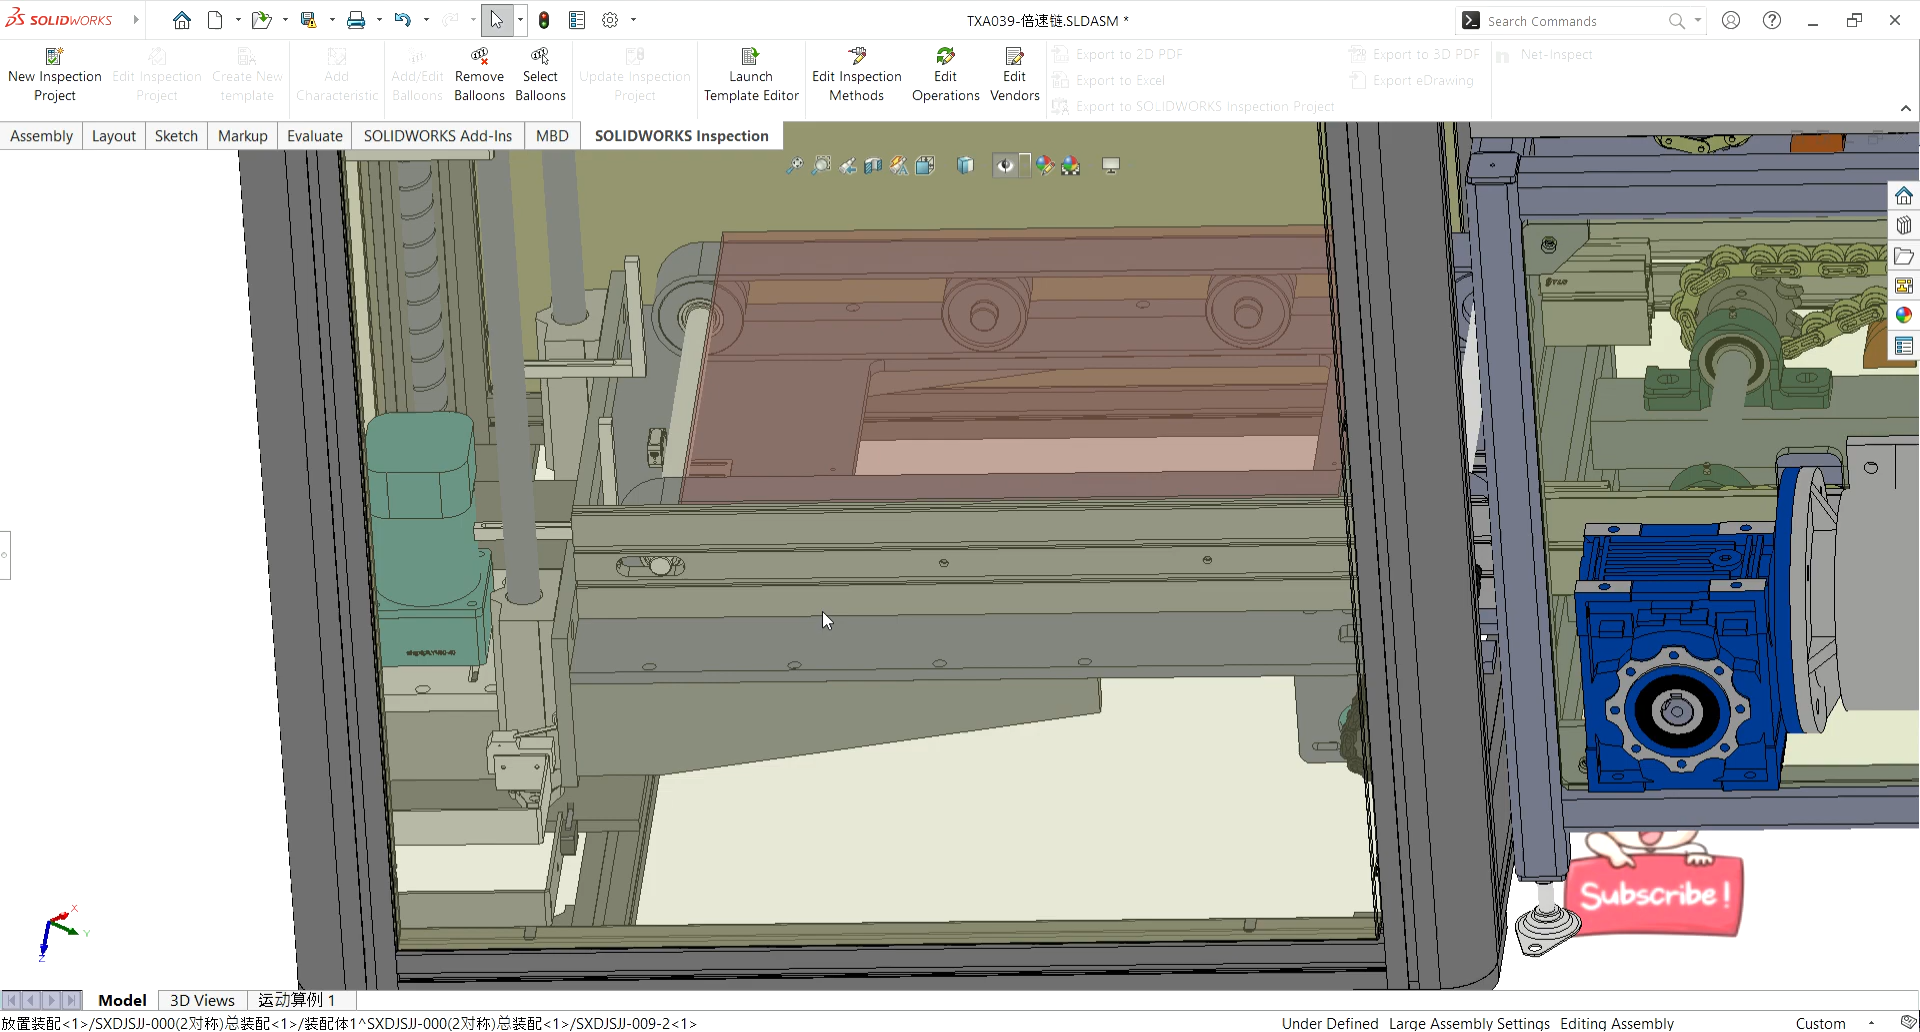 SOLIDWORKS
TXA039-倍速链.SLDASM *
Search Commands
New Inspection Project
Edit Inspection Project
Create New template
Add Characteristic
Add/Edit Balloons
Remove Balloons
Select Balloons
Update Inspection Project
Launch Template Editor
Edit Inspection Methods
Edit Operations
Edit Vendors
Export to 2D PDF
Export to Excel
Export to SOLIDWORKS Inspection Project
Export to 3D PDF
Export eDrawing
Net-Inspect
Assembly
Layout
Sketch
Markup
Evaluate
SOLIDWORKS Add-Ins
MBD
SOLIDWORKS Inspection
Subscribe !
X
Y
Z
Model
3D Views
运动算例 1
放置装配<1>/SXDJSJJ-000(2对称)总装配<1>/装配体1^SXDJSJJ-000(2对称)总装配<1>/SXDJSJJ-009-2<1>
Under Defined
Large Assembly Settings
Editing Assembly
Custom